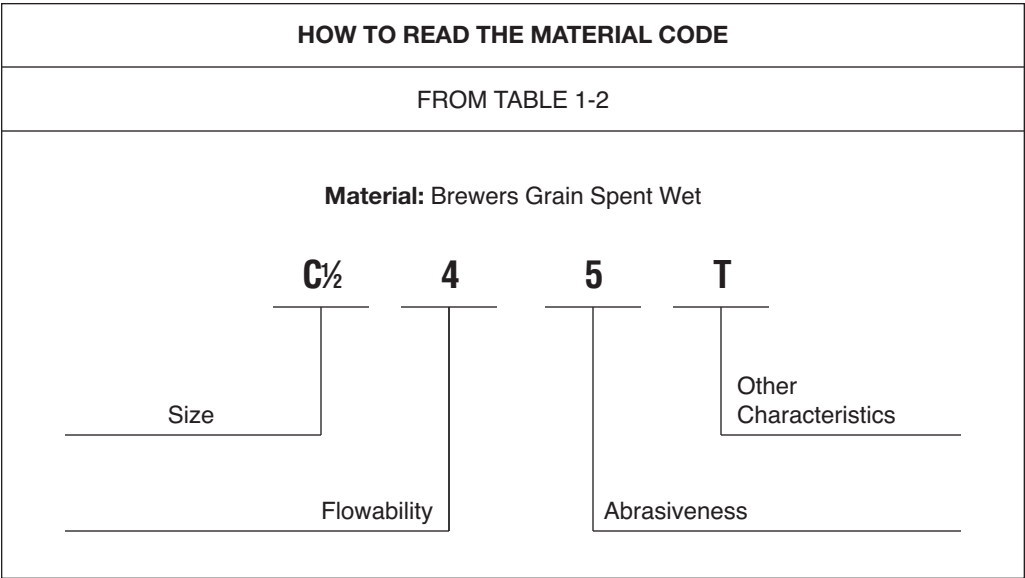 HOW TO READ THE MATERIAL CODE
FROM TABLE 1-2
Material: Brewers Grain Spent Wet
C½ 4 5 T
Size
Other
Characteristics
Flowability
Abrasiveness